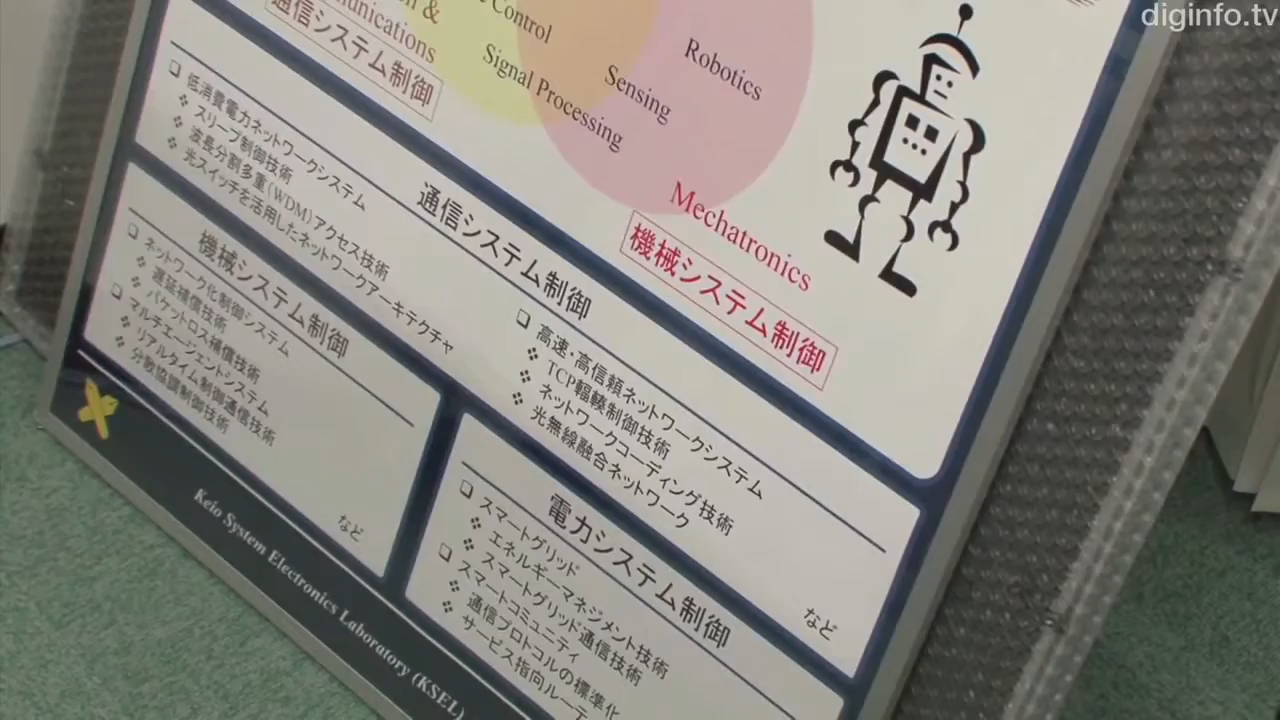 diginfo.tv
&
Control
munications
通信システム制御
Signal Processing
Sensing
Robotics
Mechatronics
機械システム制御
通信システム制御
❑ 低消費電力ネットワークシステム
❖ スリープ制御技術
❖ 波長分割多重(WDM)アクセス技術
❖ 光スイッチを活用したネットワークアーキテクチャ
❑ 高速・高信頼ネットワークシステム
❖ TCP輻輳制御技術
❖ ネットワークコーディング技術
❖ 光無線融合ネットワーク
など
機械システム制御
❑ ネットワーク化制御システム
❖ 遅延補償技術
❖ パケットロス補償技術
❑ マルチエージェントシステム
❖ リアルタイム制御通信技術
❖ 分散協調制御技術
など
電力システム制御
❑ スマートグリッド
❖ エネルギーマネジメント技術
❖ スマートグリッド通信技術
❑ スマートコミュニティ
❖ 通信プロトコルの標準化
❖ サービス指向ルーテ
Keio System Electronics Laboratory (KSEL)